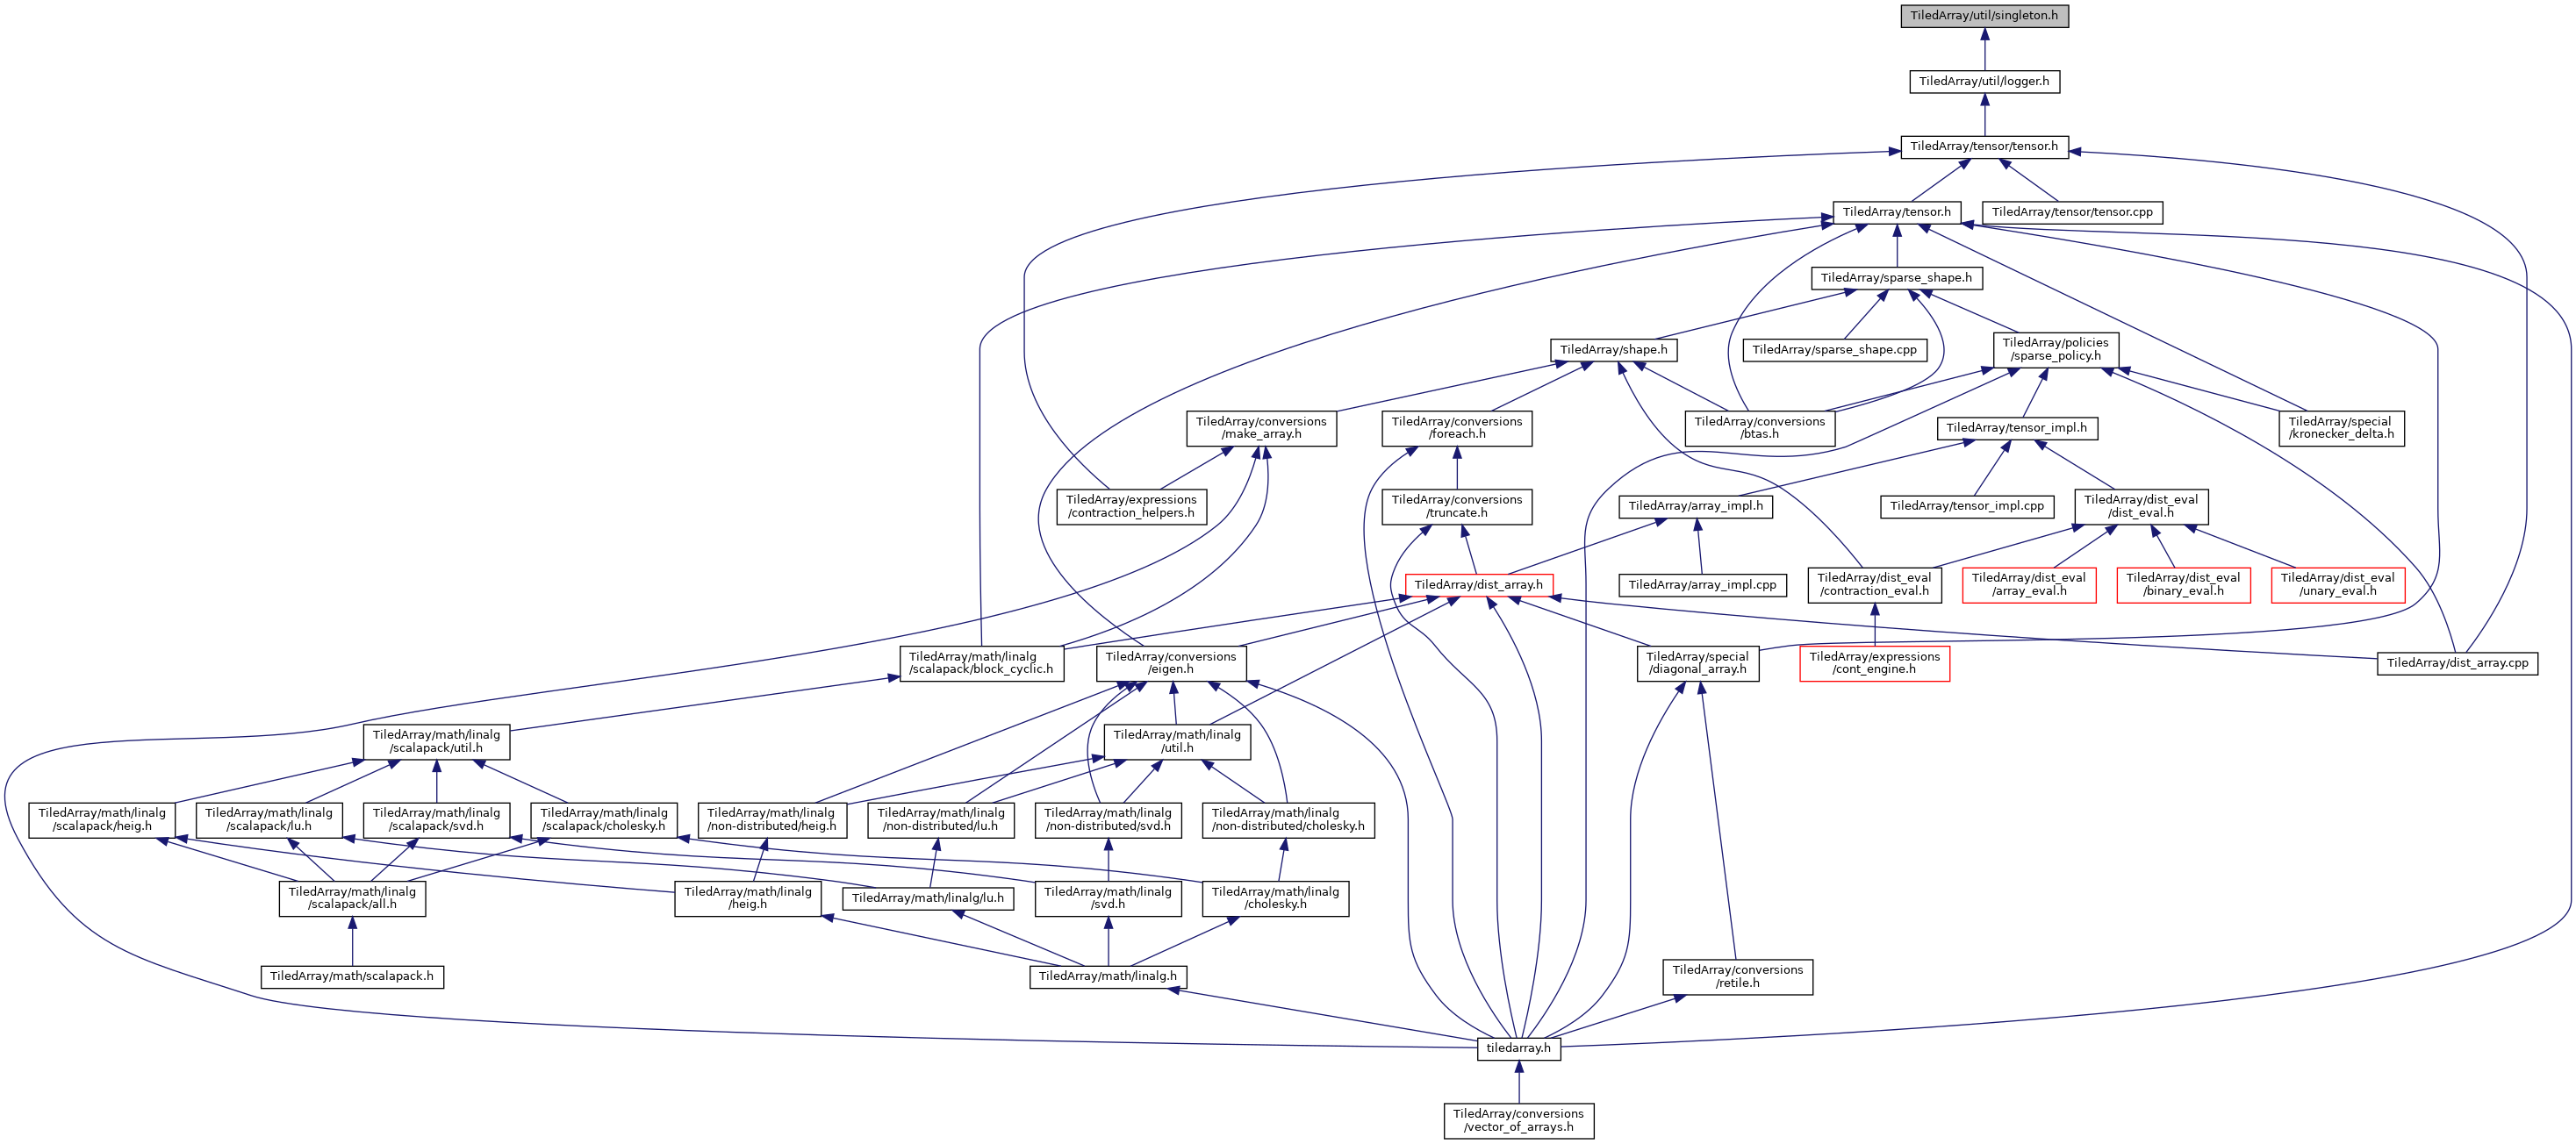 TiledArray/util/singleton.h
TiledArray/util/logger.h
TiledArray/tensor/tensor.h
TiledArray/tensor.h
TiledArray/tensor/tensor.cpp
TiledArray/sparse_shape.h
TiledArray/shape.h
TiledArray/sparse_shape.cpp
TiledArray/policies
/sparse_policy.h
TiledArray/conversions
/make_array.h
TiledArray/conversions
/foreach.h
TiledArray/conversions
/btas.h
TiledArray/tensor_impl.h
TiledArray/special
/kronecker_delta.h
TiledArray/expressions
/contraction_helpers.h
TiledArray/conversions
/truncate.h
TiledArray/array_impl.h
TiledArray/tensor_impl.cpp
TiledArray/dist_eval
/dist_eval.h
TiledArray/dist_array.h
TiledArray/array_impl.cpp
TiledArray/dist_eval
/contraction_eval.h
TiledArray/dist_eval
/array_eval.h
TiledArray/dist_eval
/binary_eval.h
TiledArray/dist_eval
/unary_eval.h
TiledArray/math/linalg
/scalapack/block_cyclic.h
TiledArray/conversions
/eigen.h
TiledArray/special
/diagonal_array.h
TiledArray/expressions
/cont_engine.h
TiledArray/dist_array.cpp
TiledArray/math/linalg
/scalapack/util.h
TiledArray/math/linalg
/util.h
TiledArray/math/linalg
/scalapack/heig.h
TiledArray/math/linalg
/scalapack/lu.h
TiledArray/math/linalg
/scalapack/svd.h
TiledArray/math/linalg
/scalapack/cholesky.h
TiledArray/math/linalg
/non-distributed/heig.h
TiledArray/math/linalg
/non-distributed/lu.h
TiledArray/math/linalg
/non-distributed/svd.h
TiledArray/math/linalg
/non-distributed/cholesky.h
TiledArray/math/linalg
/scalapack/all.h
TiledArray/math/linalg
/heig.h
TiledArray/math/linalg/lu.h
TiledArray/math/linalg
/svd.h
TiledArray/math/linalg
/cholesky.h
TiledArray/math/scalapack.h
TiledArray/math/linalg.h
TiledArray/conversions
/retile.h
tiledarray.h
TiledArray/conversions
/vector_of_arrays.h